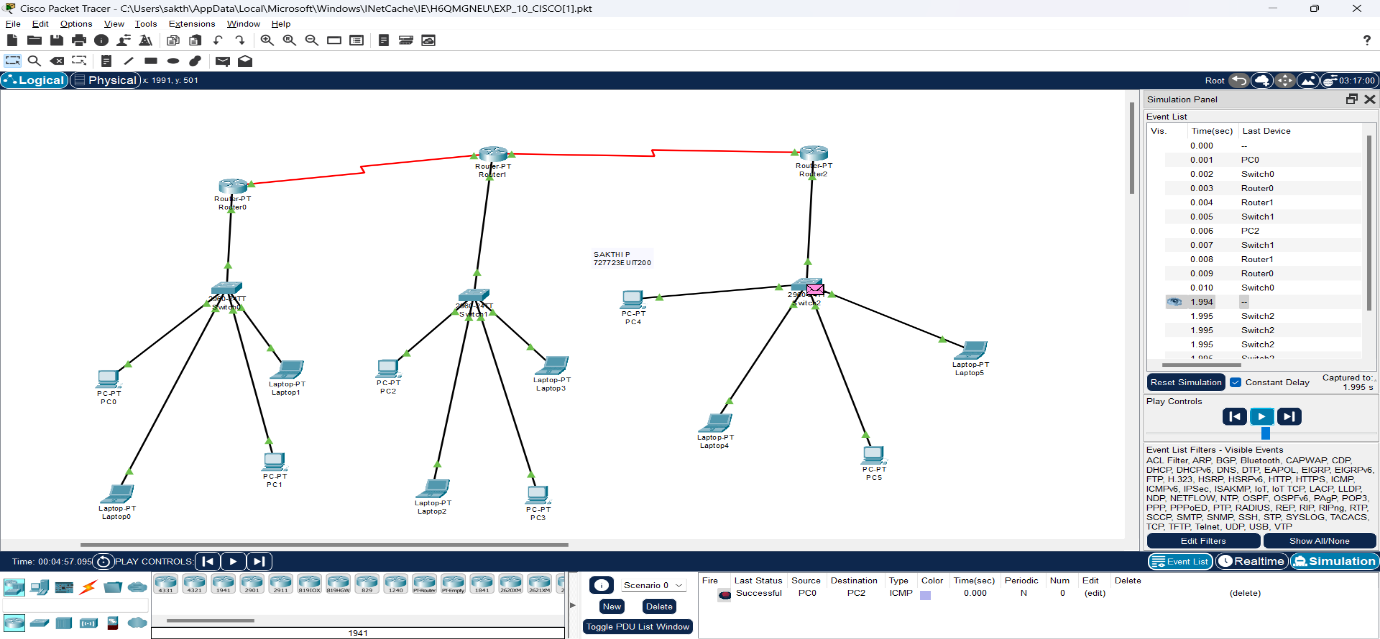 Cisco Packet Tracer - C:\Users\sakth\AppData\Local\Microsoft\Windows\INetCache\IE\H6QMGNEU\EXP_10_CISCO[1].pkt
File Edit Options View Tools Extensions Window Help
?
Logical Physical x: 1991, y: 501 Root 03:17:00
Simulation Panel
Event List
Vis. Time(sec) Last Device
0.000 --
0.001 PC0
0.002 Switch0
0.003 Router0
0.004 Router1
0.005 Switch1
0.006 PC2
0.007 Switch1
0.008 Router1
0.009 Router0
0.010 Switch0
1.994 --
1.995 Switch2
1.995 Switch2
1.995 Switch2
1.995 Switch2
Reset Simulation Constant Delay Captured to:
1.995 s
Play Controls
Event List Filters - Visible Events
ACL Filter, ARP, BGP, Bluetooth, CAPWAP, CDP,
DHCP, DHCPv6, DNS, DTP, EAPOL, EIGRP, EIGRPv6,
FTP, H.323, HSRP, HSRPv6, HTTP, HTTPS, ICMP,
ICMPv6, IPSec, ISAKMP, IoT, IoT TCP, LACP, LLDP,
NDP, NETFLOW, NTP, OSPF, OSPFv6, PAgP, POP3,
PPP, PPPoED, PTP, RADIUS, REP, RIP, RIPng, RTP,
SCCP, SMTP, SNMP, SSH, STP, SYSLOG, TACACS,
TCP, TFTP, Telnet, UDP, USB, VTP
Edit Filters Show All/None
Router-PT
Router0
Router-PT
Router1
Router-PT
Router2
SAKTHI P
727723EUIT200
Switch0
Switch1
Switch2
PC-PT
PC0
Laptop-PT
Laptop0
PC-PT
PC1
Laptop-PT
Laptop1
PC-PT
PC2
Laptop-PT
Laptop2
PC-PT
PC3
Laptop-PT
Laptop3
PC-PT
PC4
Laptop-PT
Laptop4
PC-PT
PC5
Laptop-PT
Laptop5
Time: 00:04:57.095 PLAY CONTROLS: Event List Realtime Simulation
4331 4321 1941 2901 2911 819IOX 819HGW 829 1240 PTRouter PTEmpty 1841 2620XM 2621XM
1941
Scenario 0
New Delete
Toggle PDU List Window
Fire Last Status Source Destination Type Color Time(sec) Periodic Num Edit Delete
Successful PC0 PC2 ICMP 0.000 N 0 (edit) (delete)